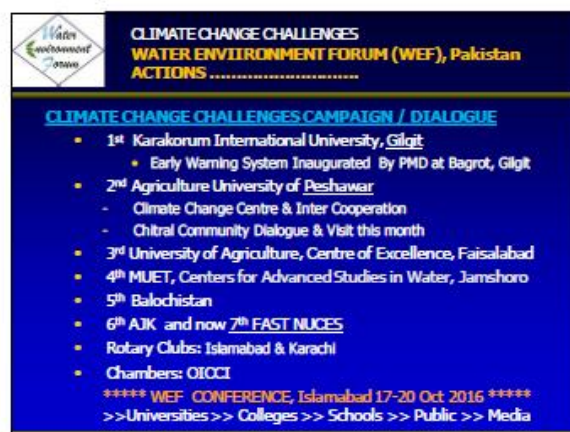 Water
Environment
Forum
CLIMATE CHANGE CHALLENGES
WATER ENVIIRONMENT FORUM (WEF), Pakistan
ACTIONS ............................
CLIMATE CHANGE CHALLENGES CAMPAIGN / DIALOGUE
• 1st Karakorum International University, Gilgit
• Early Warning System Inaugurated By PMD at Bagrot, Gilgit
• 2nd Agriculture University of Peshawar
- Climate Change Centre & Inter Cooperation
- Chitral Community Dialogue & Visit this month
• 3rd University of Agriculture, Centre of Excellence, Faisalabad
• 4th MUET, Centers for Advanced Studies in Water, Jamshoro
• 5th Balochistan
• 6th AJK and now 7th FAST NUCES
• Rotary Clubs: Islamabad & Karachi
• Chambers: OICCI
***** WEF CONFERENCE, Islamabad 17-20 Oct 2016 *****
>>Universities >> Colleges >> Schools >> Public >> Media